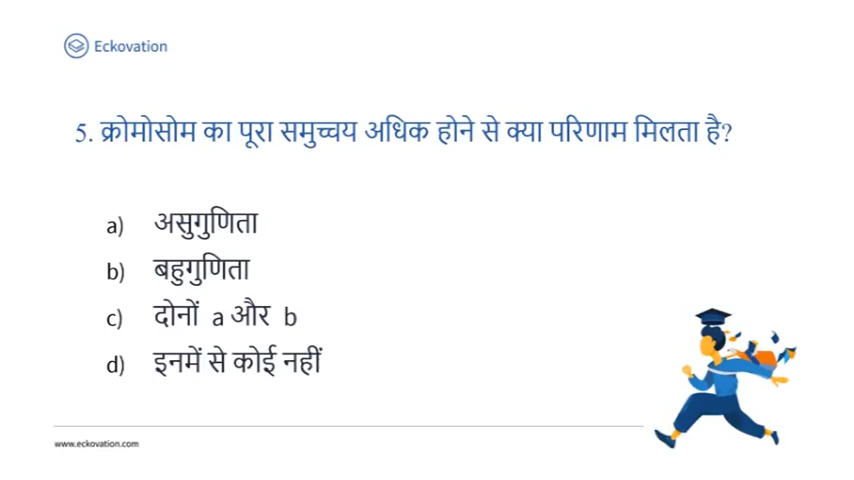 Eckovation
5. क्रोमोसोम का पूरा समुच्चय अधिक होने से क्या परिणाम मिलता है?
a) असुगुणिता
b) बहुगुणिता
c) दोनों a और b
d) इनमें से कोई नहीं
www.eckovation.com